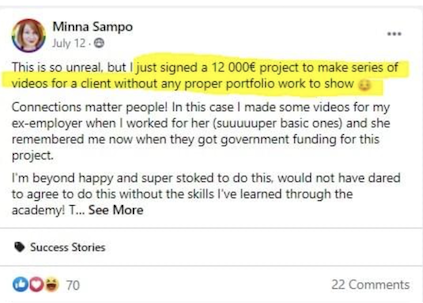 Minna Sampo
July 12 ·
This is so unreal, but I just signed a 12 000€ project to make series of
videos for a client without any proper portfolio work to show
Connections matter people! In this case I made some videos for my
ex-employer when I worked for her (suuuuper basic ones) and she
remembered me now when they got government funding for this
project.
I'm beyond happy and super stoked to do this, would not have dared
to agree to do this without the skills I've learned through the
academy! T... See More
Success Stories
70
22 Comments